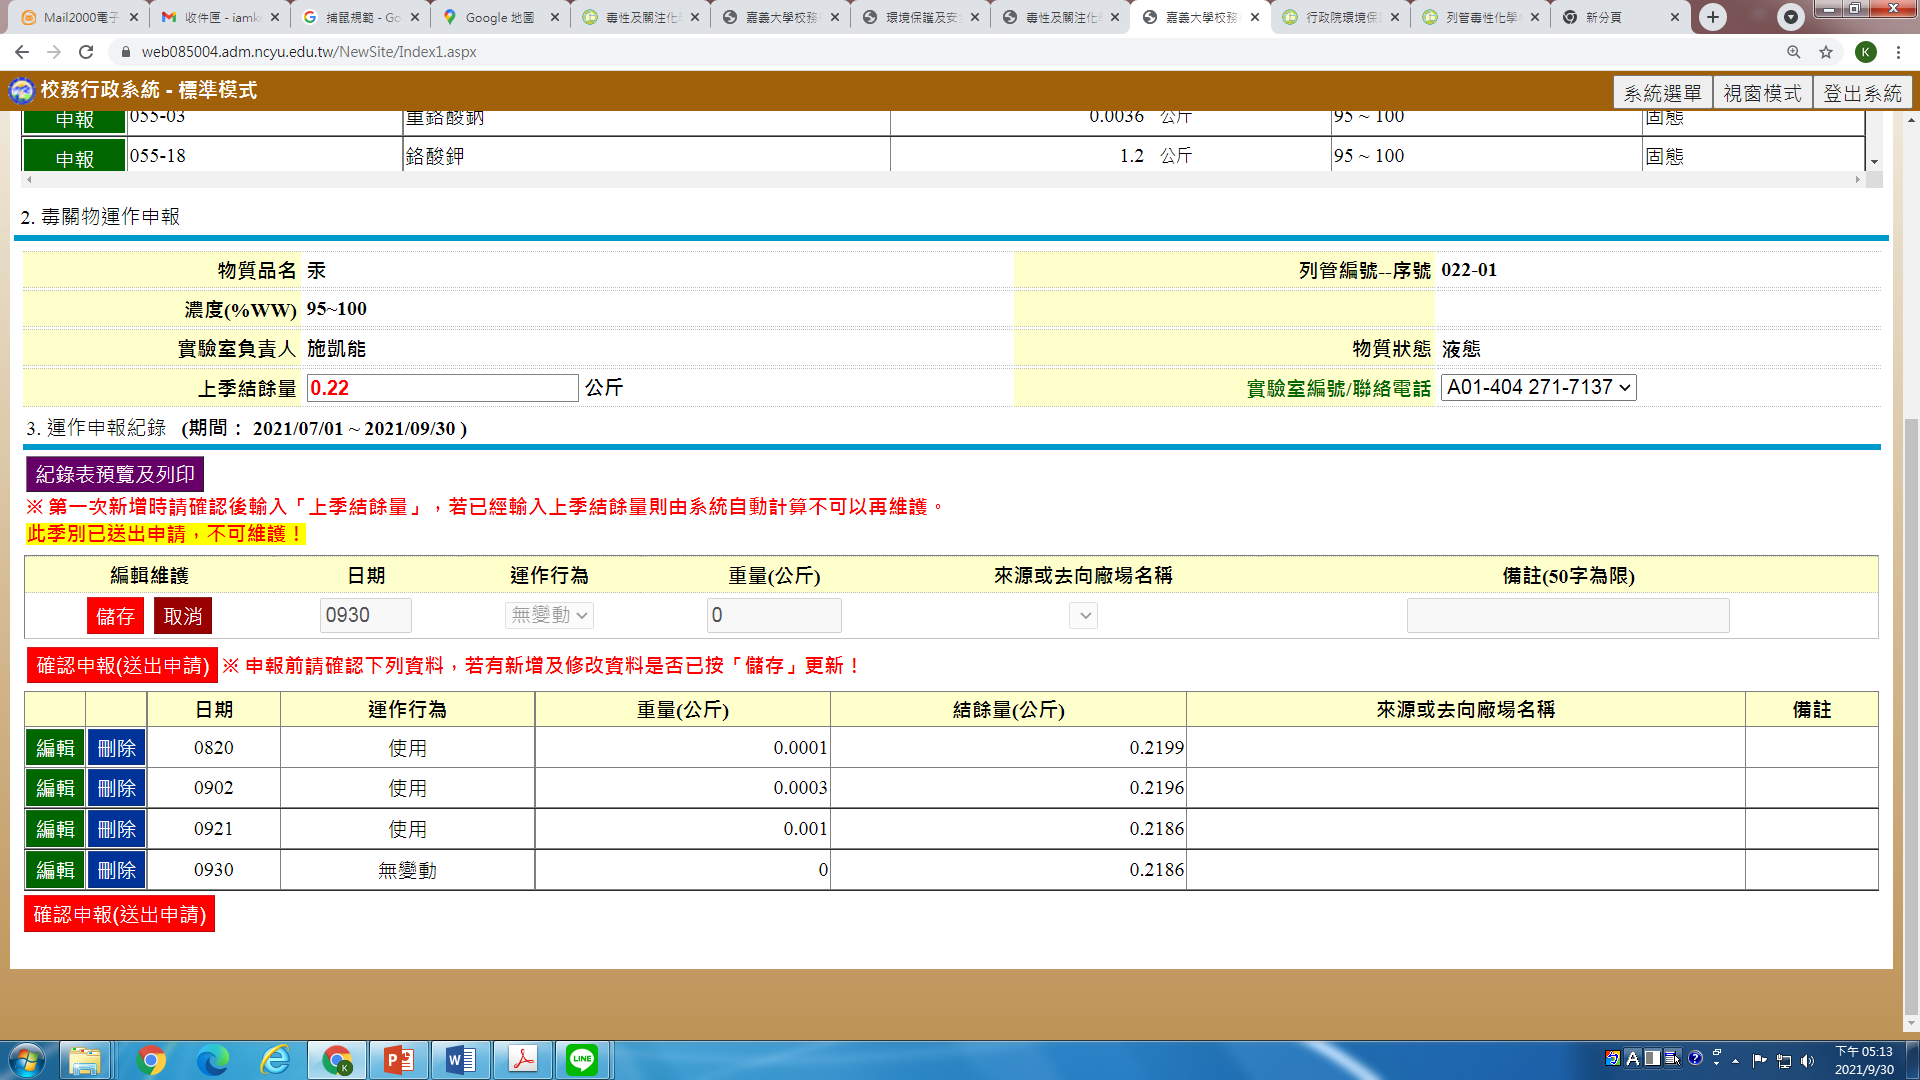 Mail2000電子
收件匣 - iamk
捕鼠規範 - Go
Google 地圖
毒性及關注化
嘉義大學校務
環境保護及安
毒性及關注化
嘉義大學校務
行政院環境保
列管毒性化學
新分頁
web085004.adm.ncyu.edu.tw/NewSite/Index1.aspx
K
校務行政系統 - 標準模式
系統選單 視窗模式 登出系統
申報 055-03 重鉻酸鈉 0.0036 公斤 95 ~ 100 固態
申報 055-18 鉻酸鉀 1.2 公斤 95 ~ 100 固態
2. 毒關物運作申報
物質品名 汞 列管編號--序號 022-01
濃度(%WW) 95~100
實驗室負責人 施凱能 物質狀態 液態
上季結餘量 0.22 公斤 實驗室編號/聯絡電話 A01-404 271-7137
3. 運作申報紀錄 (期間： 2021/07/01 ~ 2021/09/30 )
紀錄表預覽及列印
※ 第一次新增時請確認後輸入「上季結餘量」，若已經輸入上季結餘量則由系統自動計算不可以再維護。
此季別已送出申請，不可維護！
編輯維護 日期 運作行為 重量(公斤) 來源或去向廠場名稱 備註(50字為限)
儲存 取消 0930 無變動 0
確認申報(送出申請) ※ 申報前請確認下列資料，若有新增及修改資料是否已按「儲存」更新！
日期 運作行為 重量(公斤) 結餘量(公斤) 來源或去向廠場名稱 備註
編輯 刪除 0820 使用 0.0001 0.2199
編輯 刪除 0902 使用 0.0003 0.2196
編輯 刪除 0921 使用 0.001 0.2186
編輯 刪除 0930 無變動 0 0.2186
確認申報(送出申請)
K
LINE
A
下午 05:13
2021/9/30